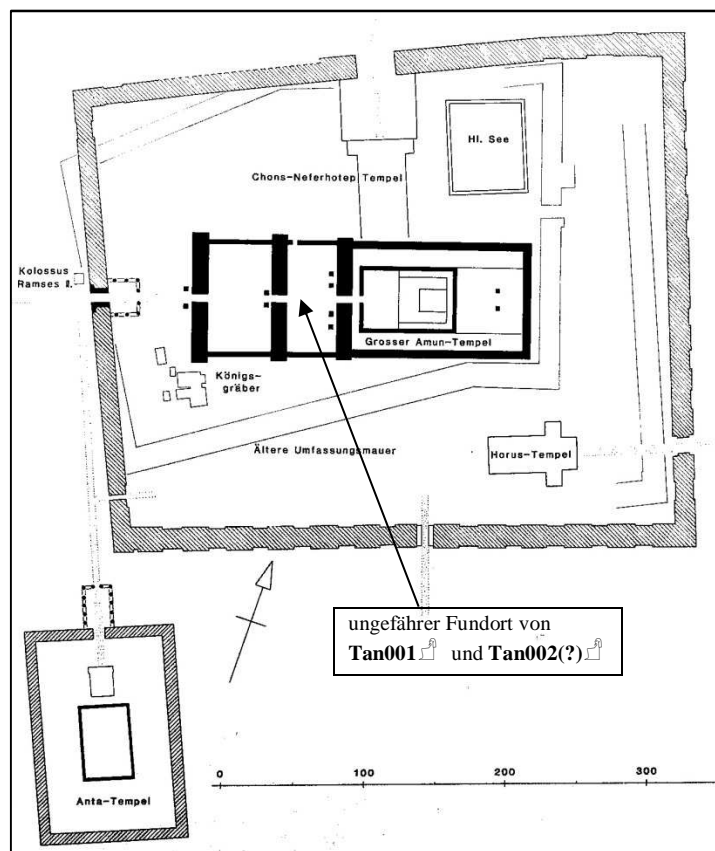 Hl. See
Chons-Neferhotep Tempel
Kolossus
Ramses II.
Grosser Amun-Tempel
Königs-
gräber
Ältere Umfassungsmauer
Horus-Tempel
ungefährer Fundort von
Tan001 und Tan002(?)
0 100 200 300
Anta-Tempel